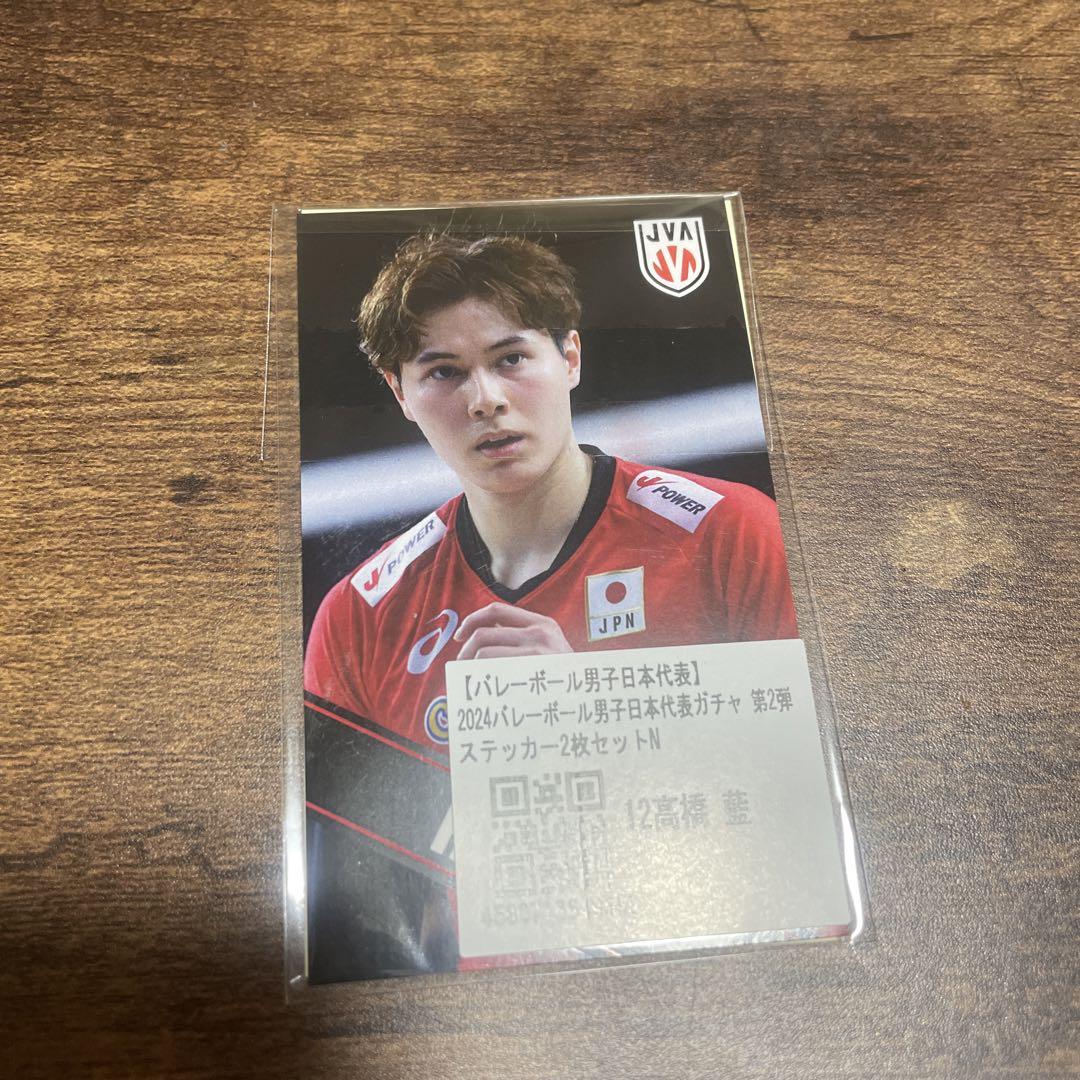 JVA
J POWER
J POWER
JPN
【バレーボール男子日本代表】
2024バレーボール男子日本代表ガチャ 第2弾
ステッカー2枚セットN
12高橋 藍